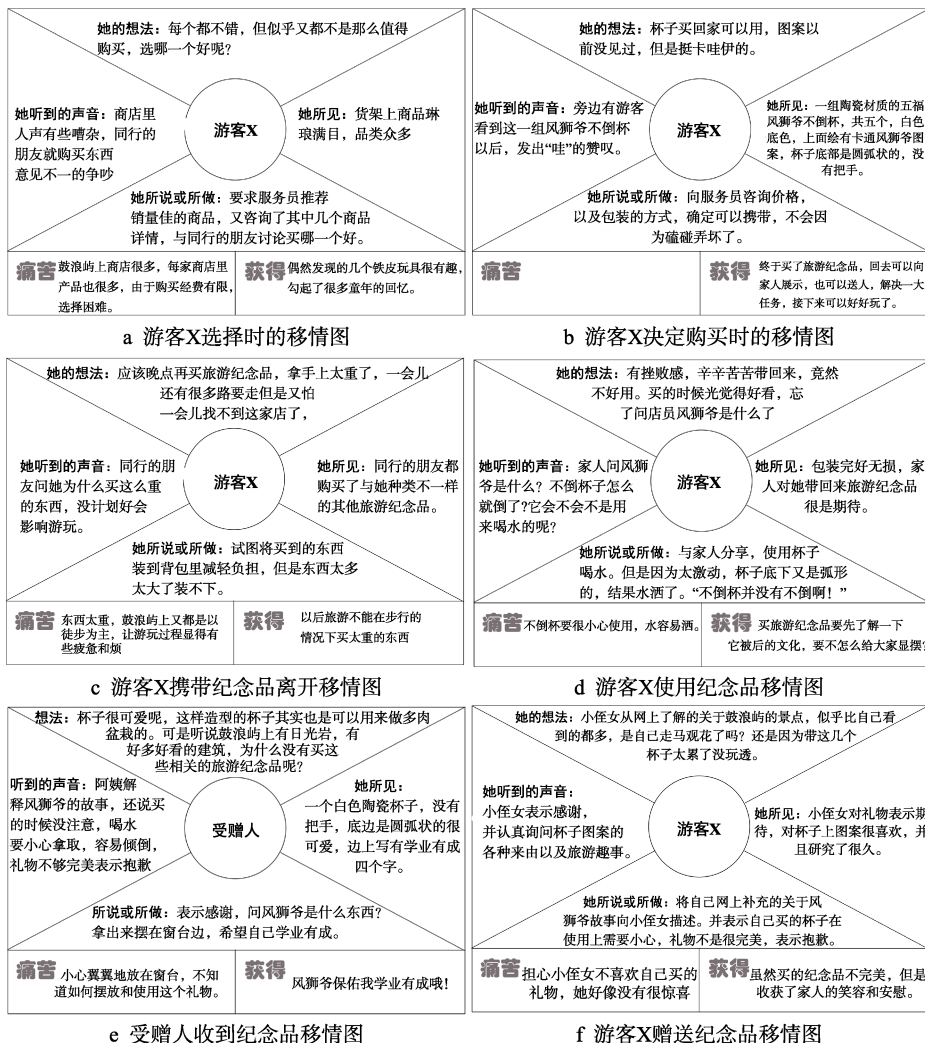 她的想法：每个都不错，但似乎又都不是那么值得
购买，选哪一个好呢？
她听到的声音：商店里
人声有些嘈杂，同行的
朋友就购买东西
意见不一的争吵
游客X
她所见：货架上商品琳
琅满目，品类众多
她所说或所做：要求服务员推荐
销量佳的商品，又咨询了其中几个商品
详情，与同行的朋友讨论买哪一个好。
痛苦 鼓浪屿上商店很多，每家商店里
产品也很多，由于购买经费有限，
选择困难。
获得 偶然发现的几个铁皮玩具很有趣，
勾起了很多童年的回忆。
a 游客X选择时的移情图
她的想法：杯子买回家可以用，图案以
前没见过，但是挺卡哇伊的。
她听到的声音：旁边有游客
看到这一组风狮爷不倒杯
以后，发出“哇”的赞叹。
游客X
她所见：一组陶瓷材质的五福
风狮爷不倒杯，共五个，白色
底色，上面绘有卡通风狮爷图
案，杯子底部是圆弧状的，没
有把手。
她所说或所做：向服务员咨询价格，
以及包装的方式，确定可以携带，不会因
为磕碰弄坏了。
痛苦
获得 终于买了旅游纪念品，回去可以向
家人展示，也可以送人，解决一大
任务，接下来可以好好玩了。
b 游客X决定购买时的移情图
她的想法：应该晚点再买旅游纪念品，拿手上太重了，一会儿
还有很多路要走但是又怕
一会儿找不到这家店了，
她听到的声音：同行的朋
友问她为什么买这么重
的东西，没计划好会
影响游玩。
游客X
她所见：同行的朋友都
购买了与她种类不一样
的其他旅游纪念品。
她所说或所做：试图将买到的东西
装到背包里减轻负担，但是东西太多
太大了装不下。
痛苦 东西太重，鼓浪屿上又都是以
徒步为主，让游玩过程显得有
些疲惫和烦
获得 以后旅游不能在步行的
情况下买太重的东西
c 游客X携带纪念品离开移情图
她的想法：有挫败感，辛辛苦苦带回来，竟然
不好用。买的时候光觉得好看，忘
了问店员风狮爷是什么了
她听到的声音：家人问风狮
爷是什么？不倒杯子怎么
就倒了?它会不会不是用
来喝水的呢?
游客X
她所见：包装完好无损，家
人对她带回来旅游纪念品
很是期待。
她所说或所做：与家人分享，使用杯子
喝水。但是因为太激动，杯子底下又是弧形
的，结果水洒了。“不倒杯并没有不倒啊！”
痛苦 不倒杯要很小心使用，水容易洒。
获得 买旅游纪念品要先了解一下
它被后的文化，要不怎么给大家显摆？
d 游客X使用纪念品移情图
想法：杯子很可爱呢，这样造型的杯子其实也是可以用来做多肉
盆栽的。可是听说鼓浪屿上有日光岩，有
好多好看的建筑，为什么没有买这
些相关的旅游纪念品呢？
听到的声音：阿姨解
释风狮爷的故事，还说买
的时候没注意，喝水
要小心拿取，容易倾倒，
礼物不够完美表示抱歉
受赠人
她所见：
一个白色陶瓷杯子，没有
把手，底边是圆弧状的很
可爱，边上写有学业有成
四个字。
所说或所做：表示感谢，问风狮爷是什么东西？
拿出来摆在窗台边，希望自己学业有成。
痛苦 小心翼翼地放在窗台，不知
道如何摆放和使用这个礼物。
获得 风狮爷保佑我学业有成哦！
e 受赠人收到纪念品移情图
她的想法：小侄女从网上了解的关于鼓浪屿的景点，似乎比自己看
到的都多，是自己走马观花了吗？还是因为带这几个
杯子太累了没玩透。
她听到的声音：
小侄女表示感谢，
并认真询问杯子图案的
各种来由以及旅游趣事。
游客X
她所见：小侄女对礼物表示期
待，对杯子上图案很喜欢，并
且研究了很久。
她所说或所做：将自己网上补充的关于风
狮爷故事向小侄女描述。并表示自己买的杯子在
使用上需要小心，礼物不是很完美，表示抱歉。
痛苦 担心小侄女不喜欢自己买的
礼物，她好像没有很惊喜
获得 虽然买的纪念品不完美，但是
收获了家人的笑容和安慰。
f 游客X赠送纪念品移情图